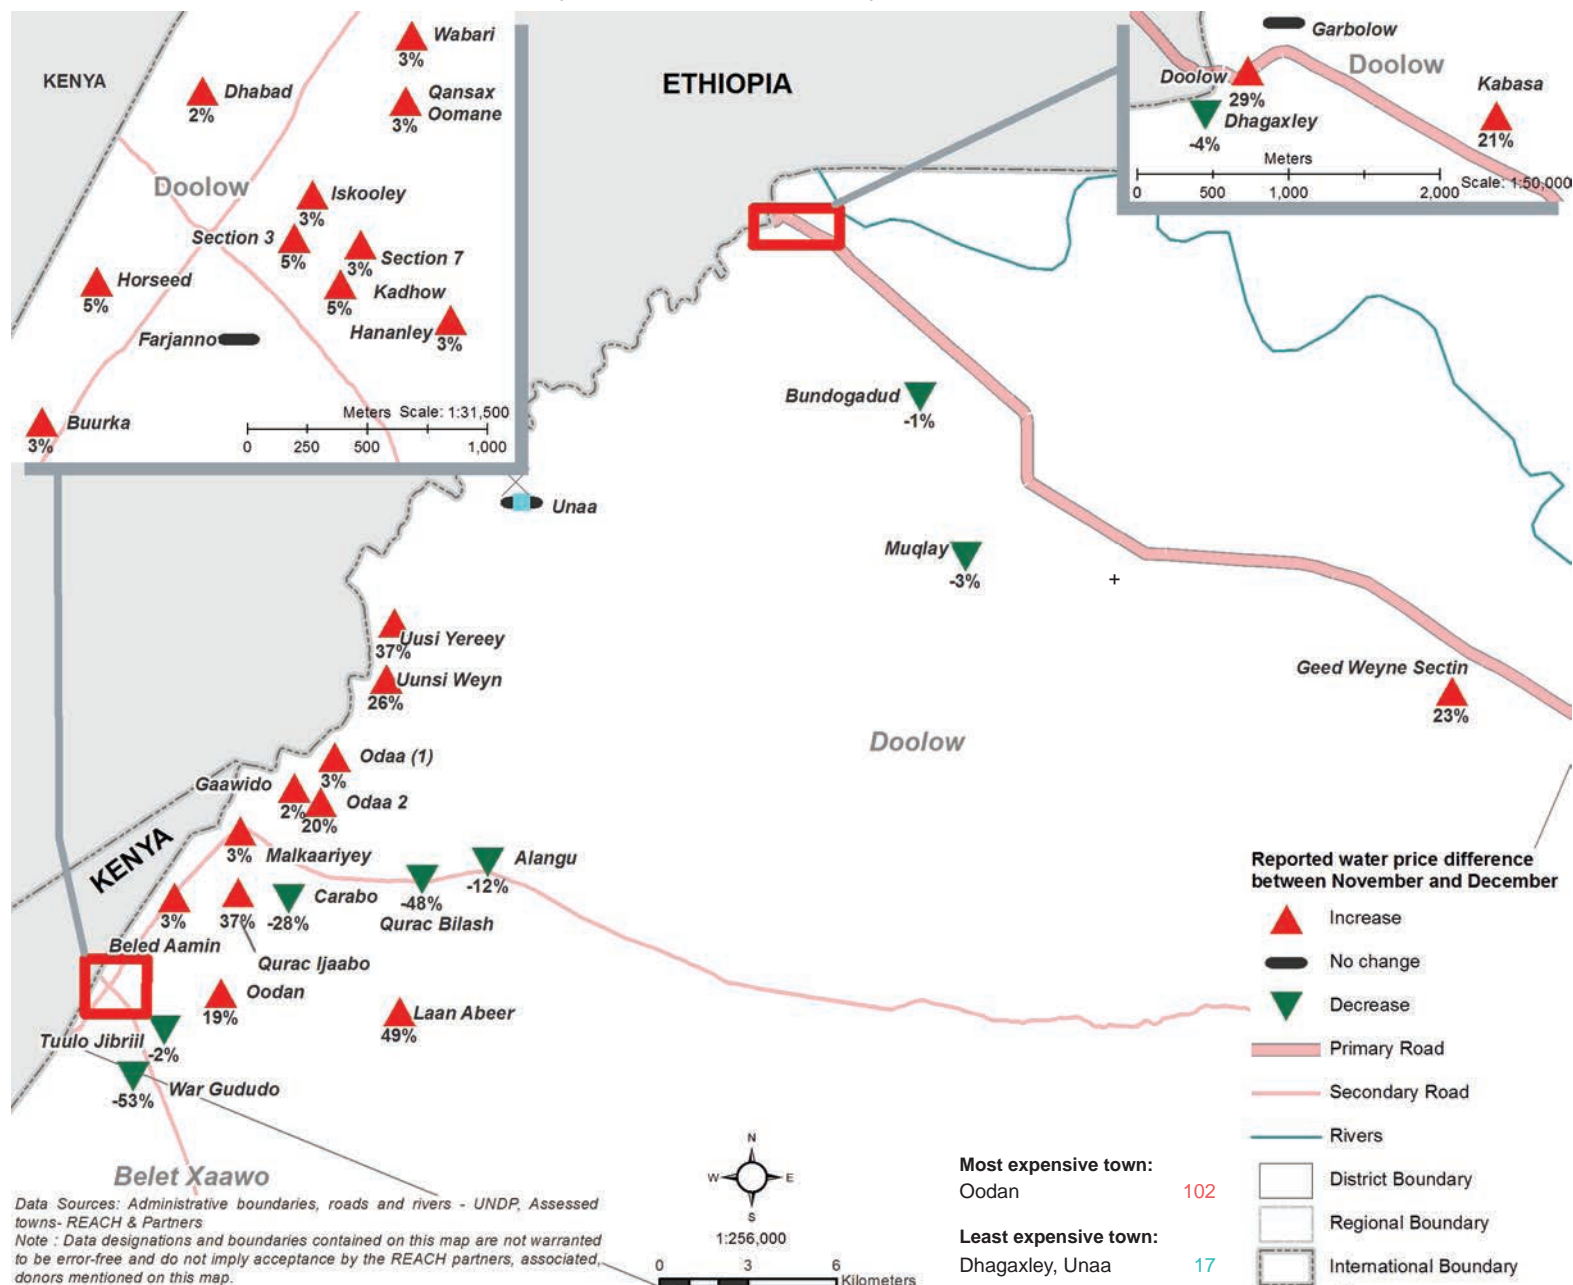 KENYA
Wabari
3%
Dhabad
2%
Qansax
Oomane
3%
Doolow
Iskooley
3%
Section 3
5%
Section 7
3%
Horseed
5%
Kadhow
5%
Hananley
3%
Farjanno
Buurka
3%
Meters Scale: 1:31,500
0 250 500 1,000
ETHIOPIA
Garbolow
Doolow
Doolow
29%
Kabasa
21%
Dhagaxley
-4%
Meters
0 500 1,000 2,000
Scale: 1:50,000
Bundogadud
-1%
Unaa
Muqlay
-3%
Uusi Yereey
37%
Uunsi Weyn
26%
Geed Weyne Sectin
23%
Doolow
Odaa (1)
3%
Gaawido
2%
Odaa 2
20%
KENYA
3%
Malkaariyey
Alangu
-12%
Carabo
-28%
-48%
Qurac Bilash
3%
Beled Aamin
37%
Qurac Ijaabo
Oodan
19%
Laan Abeer
49%
Tuulo Jibriil
-2%
War Gududo
-53%
Belet Xaawo
Reported water price difference
between November and December
Increase
No change
Decrease
Primary Road
Secondary Road
Rivers
District Boundary
Regional Boundary
International Boundary
Data Sources: Administrative boundaries, roads and rivers - UNDP, Assessed
towns- REACH & Partners
Note : Data designations and boundaries contained on this map are not warranted
to be error-free and do not imply acceptance by the REACH partners, associated,
donors mentioned on this map.
N
W E
S
1:256,000
0 3 6
Kilometers
Most expensive town:
Oodan 102
Least expensive town:
Dhagaxley, Unaa 17